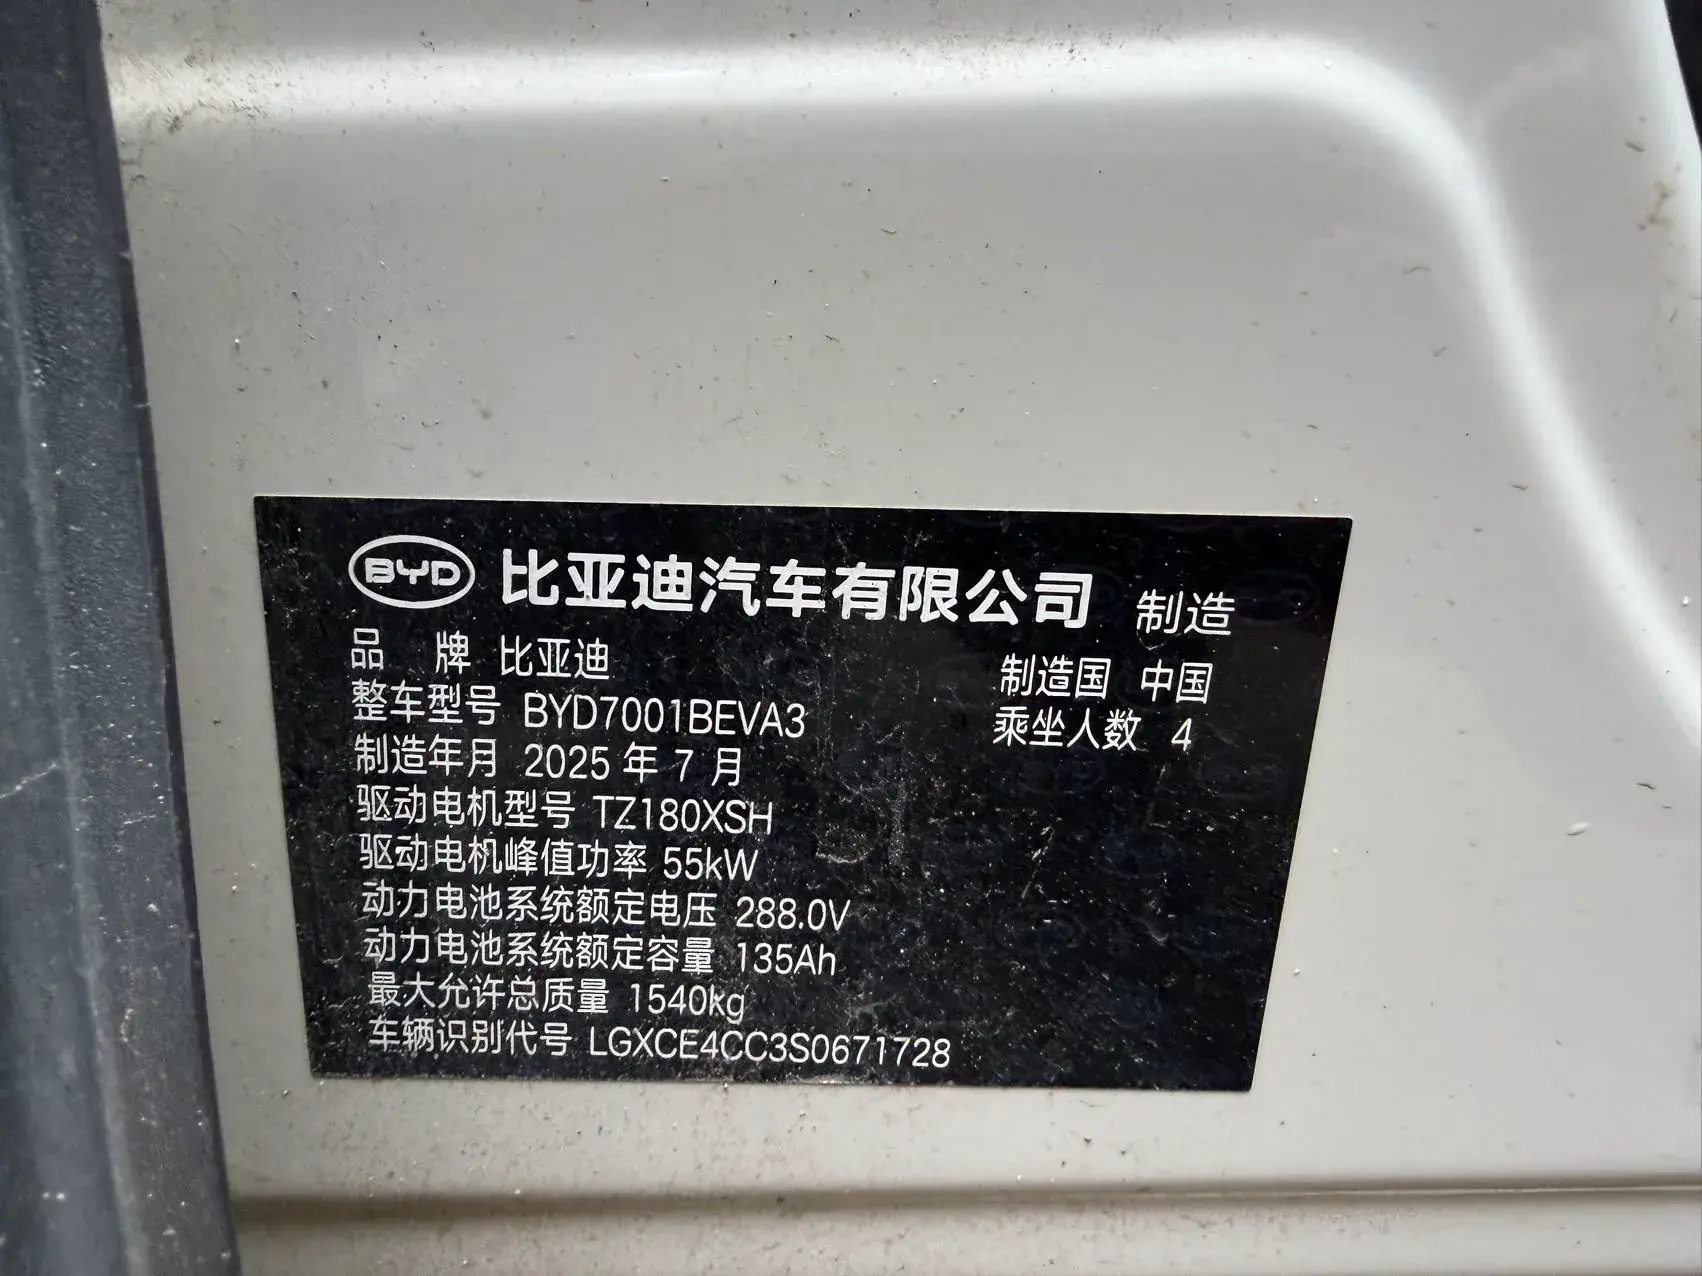 BYD 比亚迪汽车有限公司 制造
品 牌 比亚迪 制造国 中国
整车型号 BYD7001BEVA3 乘坐人数 4
制造年月 2025 年 7 月
驱动电机型号 TZ180XSH
驱动电机峰值功率 55kW
动力电池系统额定电压 288.0V
动力电池系统额定容量 135Ah
最大允许总质量 1540kg
车辆识别代号 LGXCE4CC3S0671728